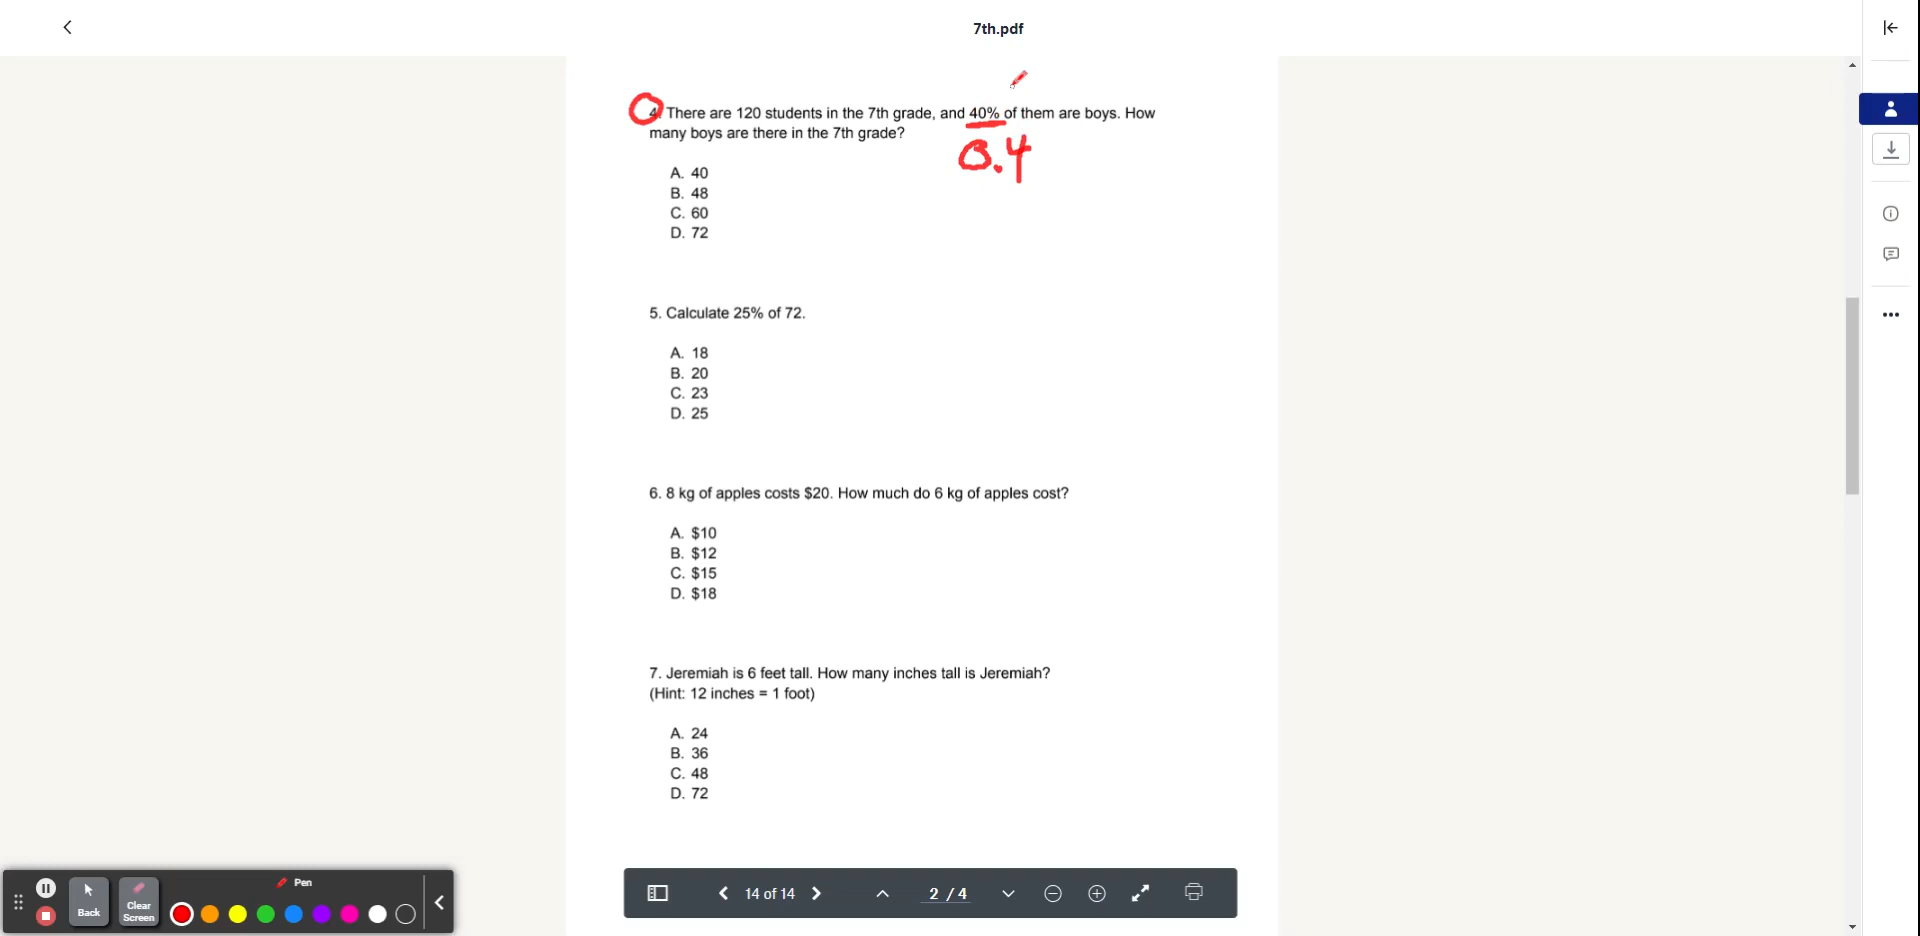 7th.pdf
4. There are 120 students in the 7th grade, and 40% of them are boys. How
many boys are there in the 7th grade?
0.4
A. 40
B. 48
C. 60
D. 72
5. Calculate 25% of 72.
A. 18
B. 20
C. 23
D. 25
6. 8 kg of apples costs $20. How much do 6 kg of apples cost?
A. $10
B. $12
C. $15
D. $18
7. Jeremiah is 6 feet tall. How many inches tall is Jeremiah?
(Hint: 12 inches = 1 foot)
A. 24
B. 36
C. 48
D. 72
Back
Clear
Screen
Pen
14 of 14
2 / 4